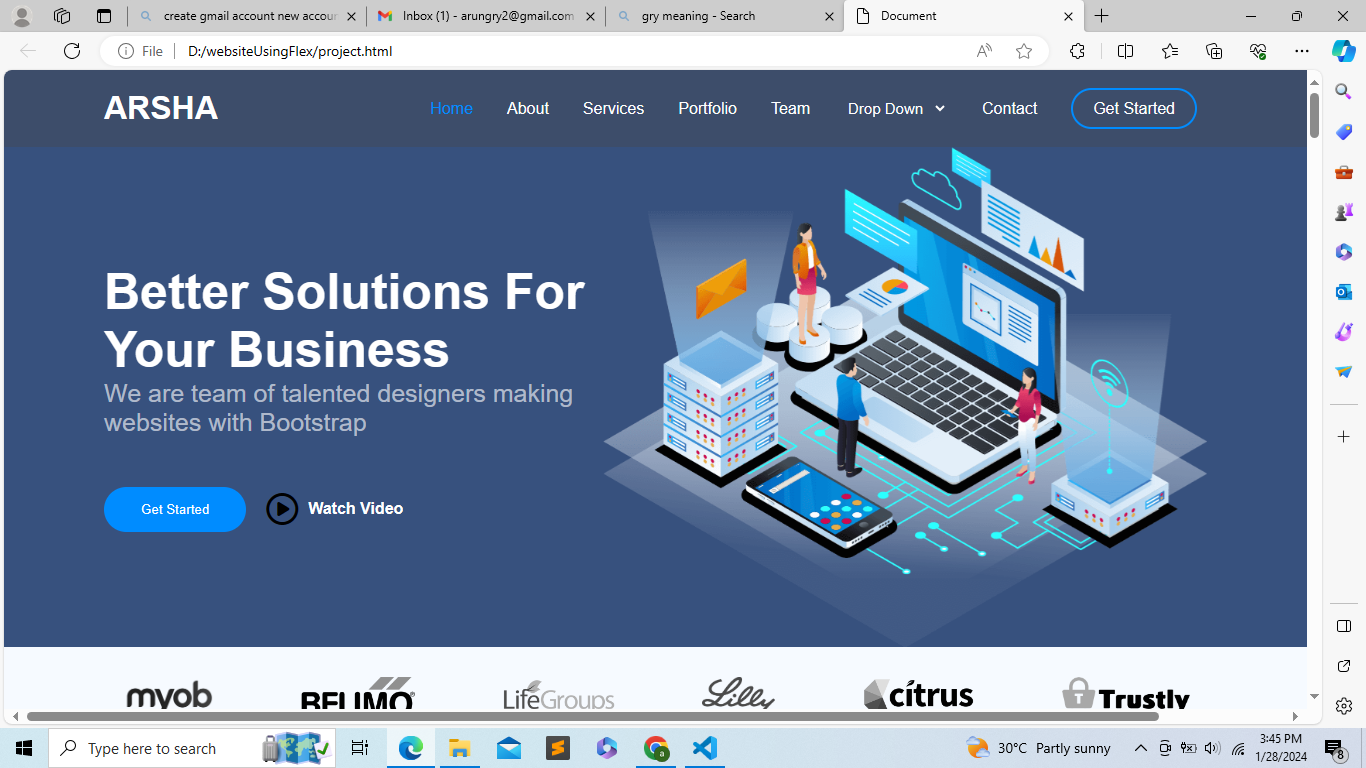 create gmail account new accour
Inbox (1) - arungry2@gmail.com
gry meaning - Search
Document
File
D:/websiteUsingFlex/project.html
ARSHA
Home
About
Services
Portfolio
Team
Drop Down
Contact
Get Started
Better Solutions For
Your Business
We are team of talented designers making
websites with Bootstrap
Get Started
Watch Video
myob
BELIMO
LifeGroups
Lilly
citrus
T
Trustly
Type here to search
a
30°C Partly sunny
3:45 PM
1/28/2024
8